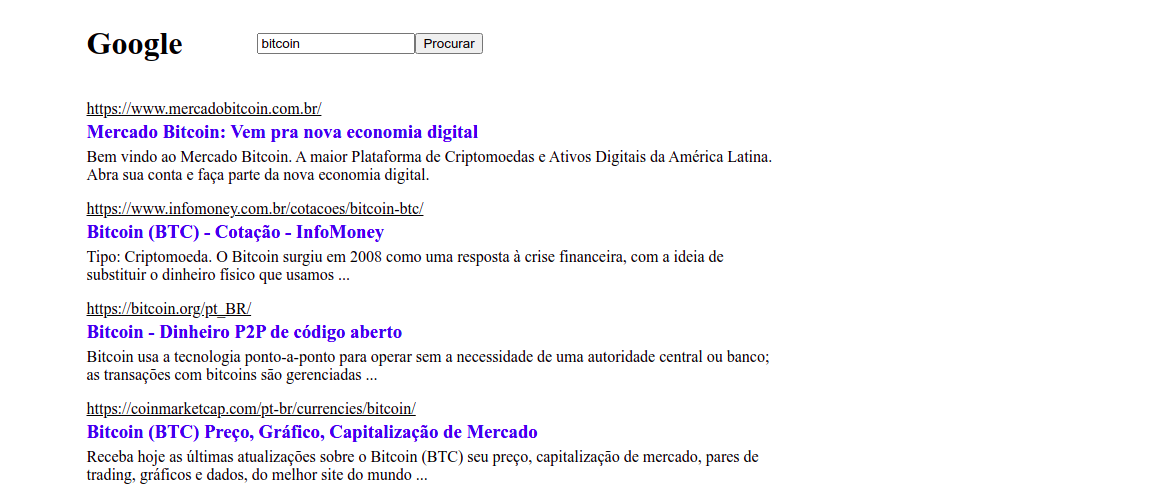 Google
bitcoin
Procurar
https://www.mercadobitcoin.com.br/
Mercado Bitcoin: Vem pra nova economia digital
Bem vindo ao Mercado Bitcoin. A maior Plataforma de Criptomoedas e Ativos Digitais da América Latina.
Abra sua conta e faça parte da nova economia digital.
https://www.infomoney.com.br/cotacoes/bitcoin-btc/
Bitcoin (BTC) - Cotação - InfoMoney
Tipo: Criptomoeda. O Bitcoin surgiu em 2008 como uma resposta à crise financeira, com a ideia de
substituir o dinheiro físico que usamos ...
https://bitcoin.org/pt_BR/
Bitcoin - Dinheiro P2P de código aberto
Bitcoin usa a tecnologia ponto-a-ponto para operar sem a necessidade de uma autoridade central ou banco;
as transações com bitcoins são gerenciadas ...
https://coinmarketcap.com/pt-br/currencies/bitcoin/
Bitcoin (BTC) Preço, Gráfico, Capitalização de Mercado
Receba hoje as últimas atualizações sobre o Bitcoin (BTC) seu preço, capitalização de mercado, pares de
trading, gráficos e dados, do melhor site do mundo ...